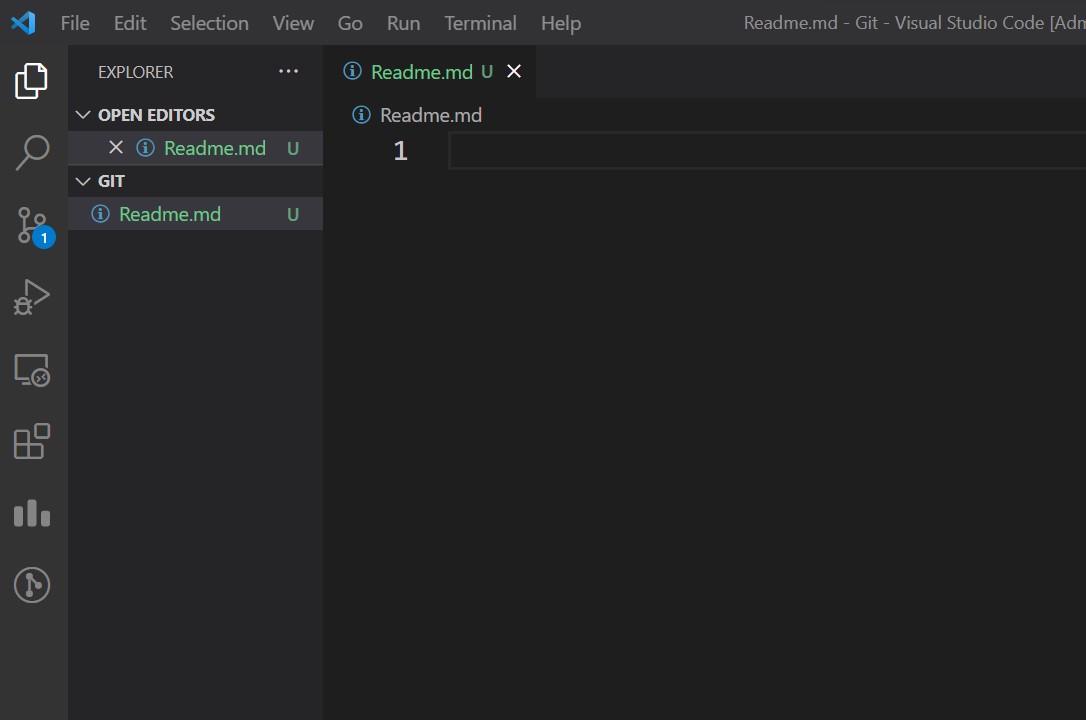 File Edit Selection View Go Run Terminal Help Readme.md - Git - Visual Studio Code [Adm
EXPLORER
Readme.md U
OPEN EDITORS
Readme.md
Readme.md U
1
GIT
Readme.md U
1